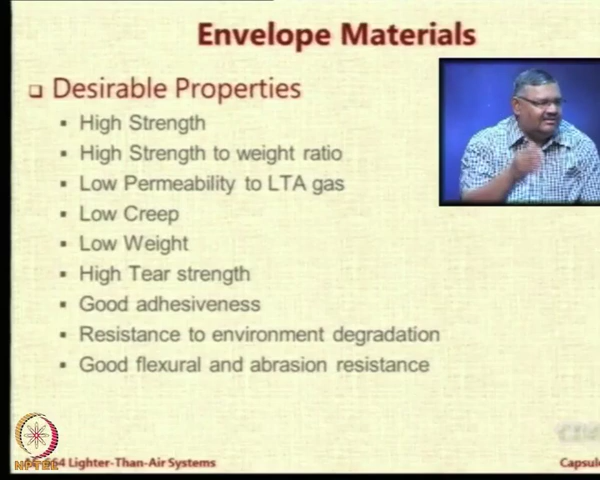 Envelope Materials
Desirable Properties
High Strength
High Strength to weight ratio
Low Permeability to LTA gas
Low Creep
Low Weight
High Tear strength
Good adhesiveness
Resistance to environment degradation
Good flexural and abrasion resistance
NPTEL
664 Lighter-Than-Air Systems